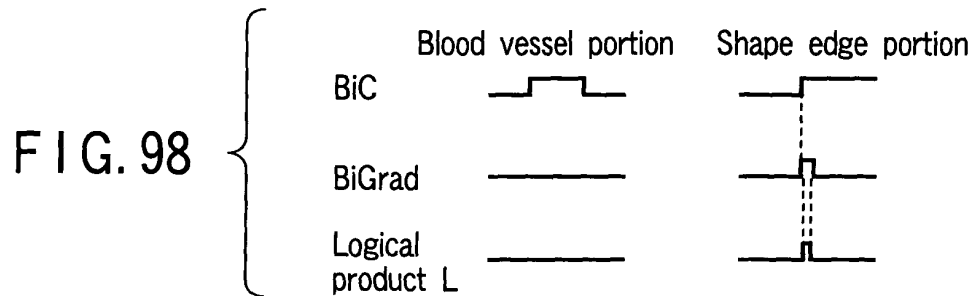 Blood vessel portion Shape edge portion
BiC
FIG. 98
BiGrad
Logical
product L